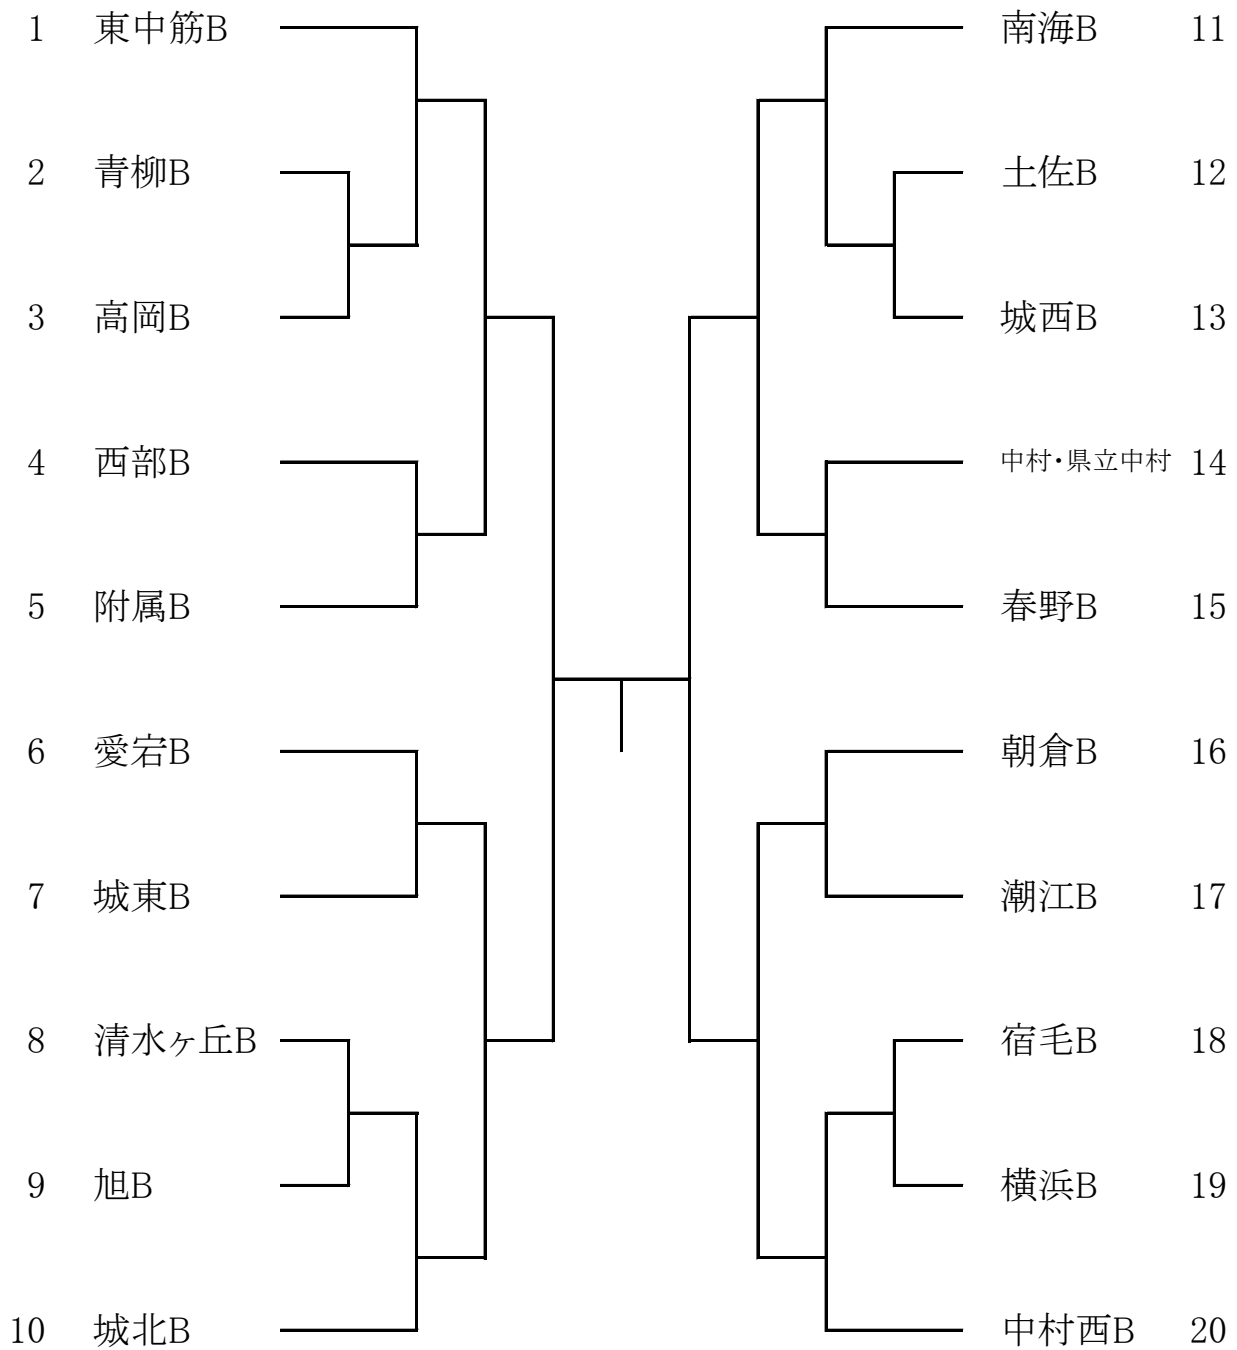 1 東中筋B 南海B 11
2 青柳B 土佐B 12
3 高岡B 城西B 13
4 西部B 中村・県立中村 14
5 附属B 春野B 15
6 愛宕B 朝倉B 16
7 城東B 潮江B 17
8 清水ヶ丘B 宿毛B 18
9 旭B 横浜B 19
10 城北B 中村西B 20